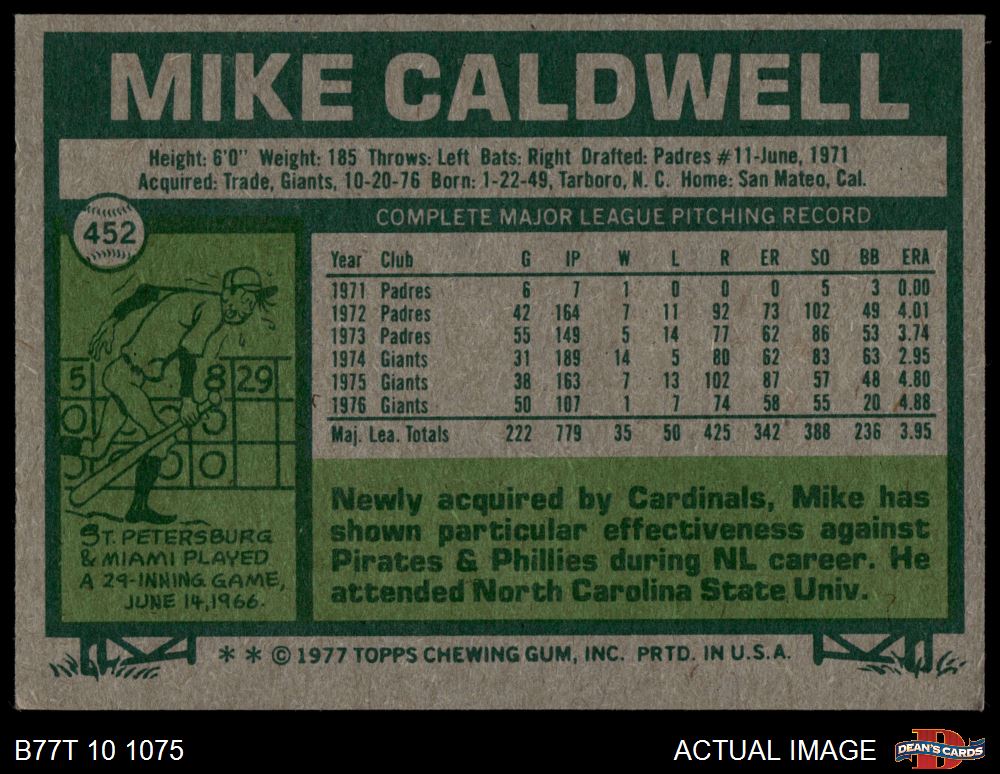 MIKE CALDWELL
Height: 6'0" Weight: 185 Throws: Left Bats: Right Drafted: Padres #11-June, 1971
Acquired: Trade, Giants, 10-20-76 Born: 1-22-49, Tarboro, N. C. Home: San Mateo, Cal.
452
COMPLETE MAJOR LEAGUE PITCHING RECORD
Year Club G IP W L R ER SO BB ERA
1971 Padres 6 7 1 0 0 0 5 3 0.00
1972 Padres 42 164 7 11 92 73 102 49 4.01
1973 Padres 55 149 5 14 77 62 86 53 3.74
1974 Giants 31 189 14 5 80 62 83 63 2.95
1975 Giants 38 163 7 13 102 87 57 48 4.80
1976 Giants 50 107 1 7 74 58 55 20 4.88
Maj. Lea. Totals 222 779 35 50 425 342 388 236 3.95
5 8 29
0
0 0
ST. PETERSBURG
& MIAMI PLAYED
A 29-INNING GAME,
JUNE 14, 1966.
Newly acquired by Cardinals, Mike has
shown particular effectiveness against
Pirates & Phillies during NL career. He
attended North Carolina State Univ.
* * © 1977 TOPPS CHEWING GUM, INC. PRTD. IN U.S.A.
B77T 10 1075
ACTUAL IMAGE
DEAN'S CARDS